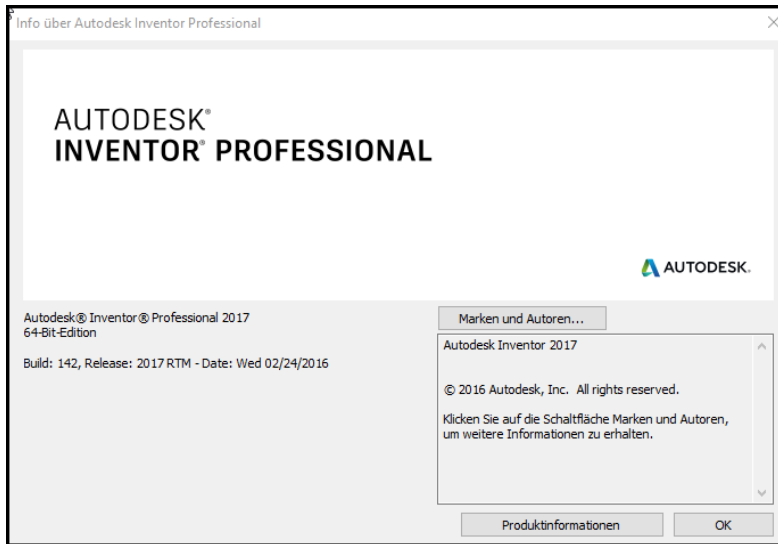 Info über Autodesk Inventor Professional
AUTODESK®
INVENTOR® PROFESSIONAL
AUTODESK.
Autodesk® Inventor® Professional 2017
64-Bit-Edition
Build: 142, Release: 2017 RTM - Date: Wed 02/24/2016
Marken und Autoren...
Autodesk Inventor 2017
© 2016 Autodesk, Inc. All rights reserved.
Klicken Sie auf die Schaltfläche Marken und Autoren,
um weitere Informationen zu erhalten.
Produktinformationen
OK